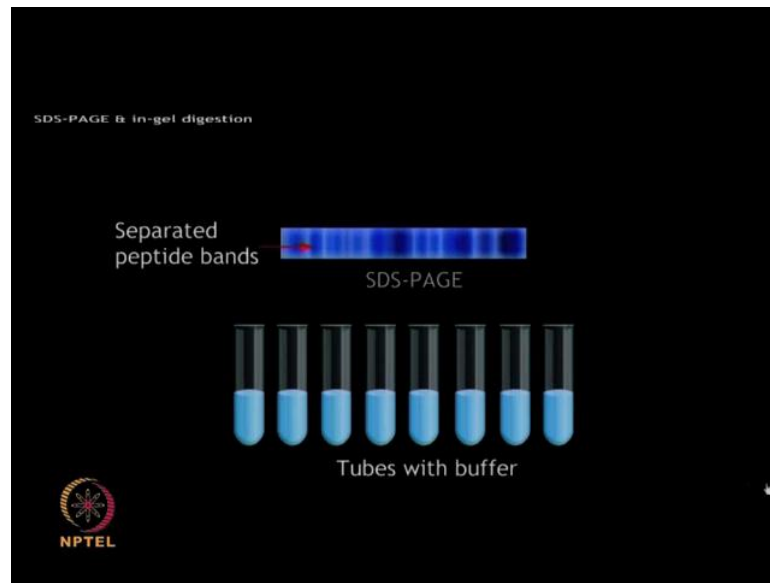 SDS-PAGE & in-gel digestion
Separated
peptide bands
SDS-PAGE
Tubes with buffer
NPTEL